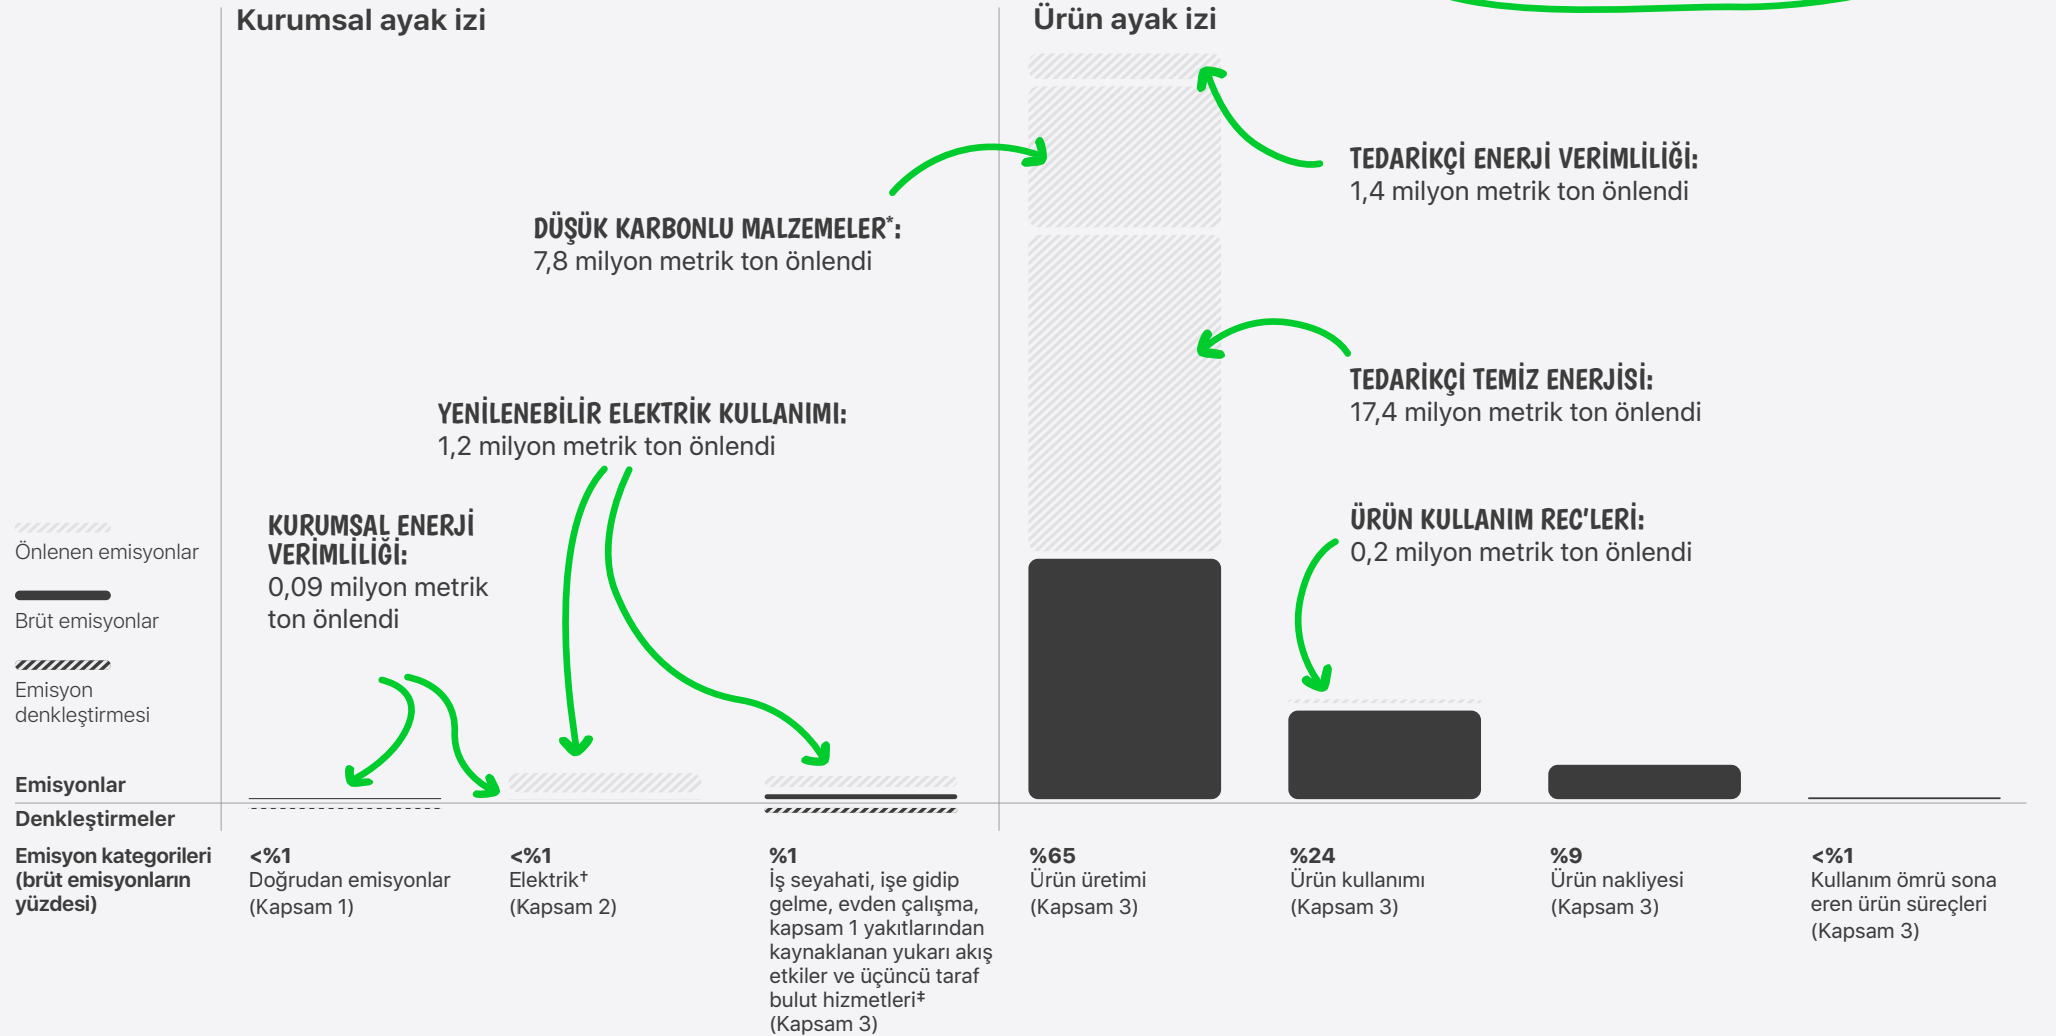 Kurumsal ayak izi
Ürün ayak izi
TEDARİKÇİ ENERJİ VERİMLİLİĞİ:
1,4 milyon metrik ton önlendi
DÜŞÜK KARBONLU MALZEMELER*:
7,8 milyon metrik ton önlendi
TEDARİKÇİ TEMİZ ENERJİSİ:
17,4 milyon metrik ton önlendi
YENİLENEBİLİR ELEKTRİK KULLANIMI:
1,2 milyon metrik ton önlendi
ÜRÜN KULLANIM REC'LERİ:
0,2 milyon metrik ton önlendi
KURUMSAL ENERJİ
VERİMLİLİĞİ:
0,09 milyon metrik
ton önlendi
Önlenen emisyonlar
Brüt emisyonlar
Emisyon
denkleştirmesi
Emisyonlar
Denkleştirmeler
Emisyon kategorileri
(brüt emisyonların
yüzdesi)
<%1
Doğrudan emisyonlar
(Kapsam 1)
<%1
Elektrik†
(Kapsam 2)
%1
İş seyahati, işe gidip
gelme, evden çalışma,
kapsam 1 yakıtlarından
kaynaklanan yukarı akış
etkiler ve üçüncü taraf
bulut hizmetleri‡
(Kapsam 3)
%65
Ürün üretimi
(Kapsam 3)
%24
Ürün kullanımı
(Kapsam 3)
%9
Ürün nakliyesi
(Kapsam 3)
<%1
Kullanım ömrü sona
eren ürün süreçleri
(Kapsam 3)